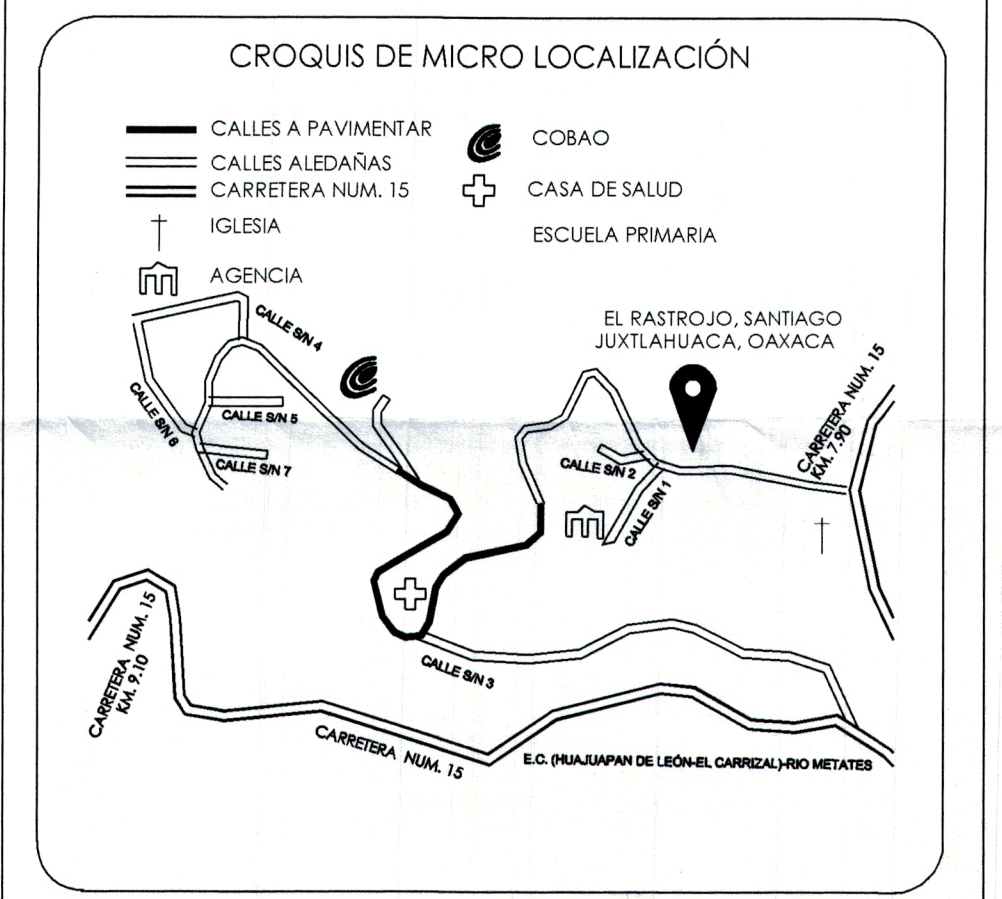 CROQUIS DE MICRO LOCALIZACIÓN
CALLES A PAVIMENTAR
CALLES ALEDAÑAS
CARRETERA NUM. 15
IGLESIA
AGENCIA
COBAO
CASA DE SALUD
ESCUELA PRIMARIA
EL RASTROJO, SANTIAGO
JUXTLAHUACA, OAXACA
CALLE S/N 4
CALLE S/N 5
CALLE S/N 6
CALLE S/N 7
CALLE S/N 2
CALLE S/N 1
CARRETERA NUM. 15
KM. 7.90
CALLE S/N 3
CARRETERA NUM. 15
KM. 9.10
CARRETERA NUM. 15
E.C. (HUAJUAPAN DE LEÓN-EL CARRIZAL)-RIO METATES